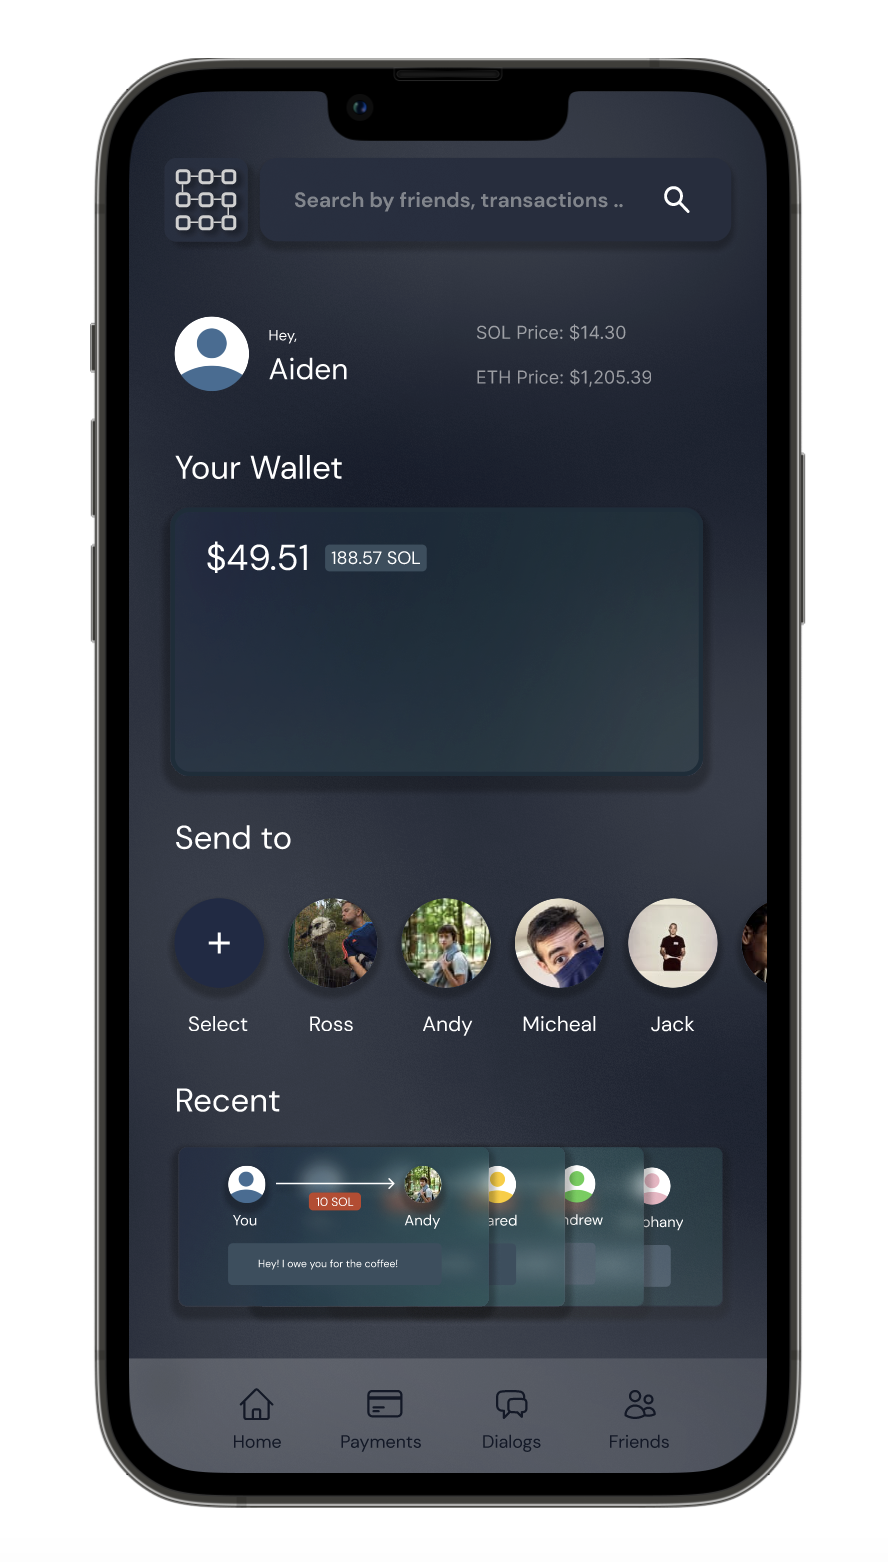 Search by friends, transactions ..
Hey,
Aiden
SOL Price: $14.30
ETH Price: $1,205.39
Your Wallet
$49.51 188.57 SOL
Send to
Select Ross Andy Micheal Jack
Recent
10 SOL
You Andy ared ndrew phany
Hey! I owe you for the coffee!
Home Payments Dialogs Friends